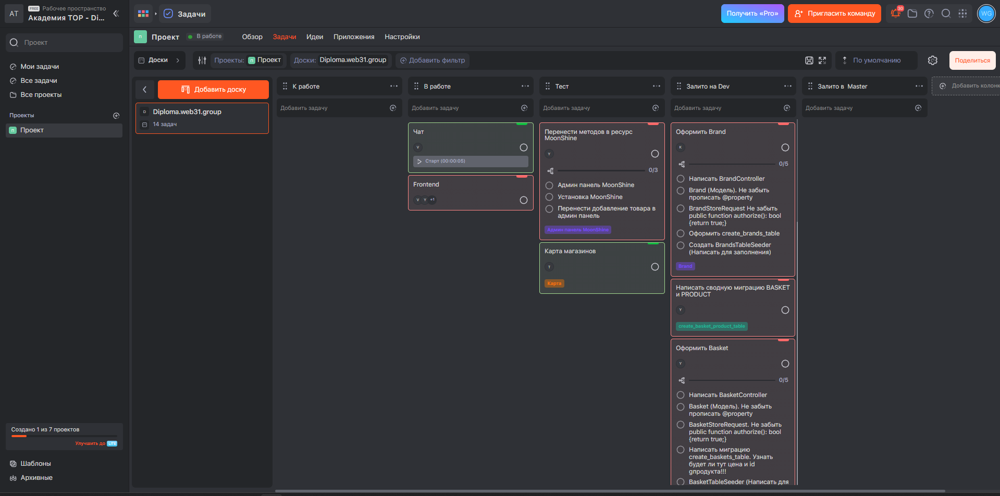 AT
FREE Рабочее пространство
Академия TOP - Di...
Проект
Мои задачи
Все задачи
Все проекты
Проекты
п Проект
Создано 1 из 7 проектов
Улучшить до LITE
Шаблоны
Архивные
Задачи
Получить «Pro»
Пригласить команду
30
WG
п Проект
В работе
Обзор
Задачи
Идеи
Проекты
Приложения
Настройки
Доски
Проекты: п Проект
Доски: Diploma.web31.group
Добавить фильтр
По умолчанию
Поделиться
Добавить доску
D Diploma.web31.group
14 задач
К работе
Добавить задачу
В работе
Добавить задачу
Чат
V
Старт (00:00:05)
Frontend
V Y +1
Тест
Добавить задачу
Перенести методов в ресурс
MoonShine
Y
0/3
Админ панель MoonShine
Установка MoonShine
Перенести добавление товара в
админ панель
Админ панель MoonShine
Карта магазинов
T
Карта
Залито на Dev
Добавить задачу
Оформить Brand
K
0/5
Написать BrandController
Brand (Модель). Не забыть
прописать @property
BrandStoreRequest Не забыть
public function authorize(): bool
{return true;}
Оформить create_brands_table
Создать BrandsTableSeeder
(Написать для заполнения)
Brand
Написать сводную миграцию BASKET
и PRODUCT
Y
create_basket_product_table
Оформить Basket
Y
0/5
Написать BasketController
Basket (Модель). Не забыть
прописать @property
BasketStoreRequest. Не забыть
public function authorize(): bool
{return true;}
Написать миграцию
create_baskets_table. Узнать
будет ли тут цена и id
gпродукта!!!
BasketTableSeeder (Написать для
Залито в Master
Добавить задачу
Добавить колонк